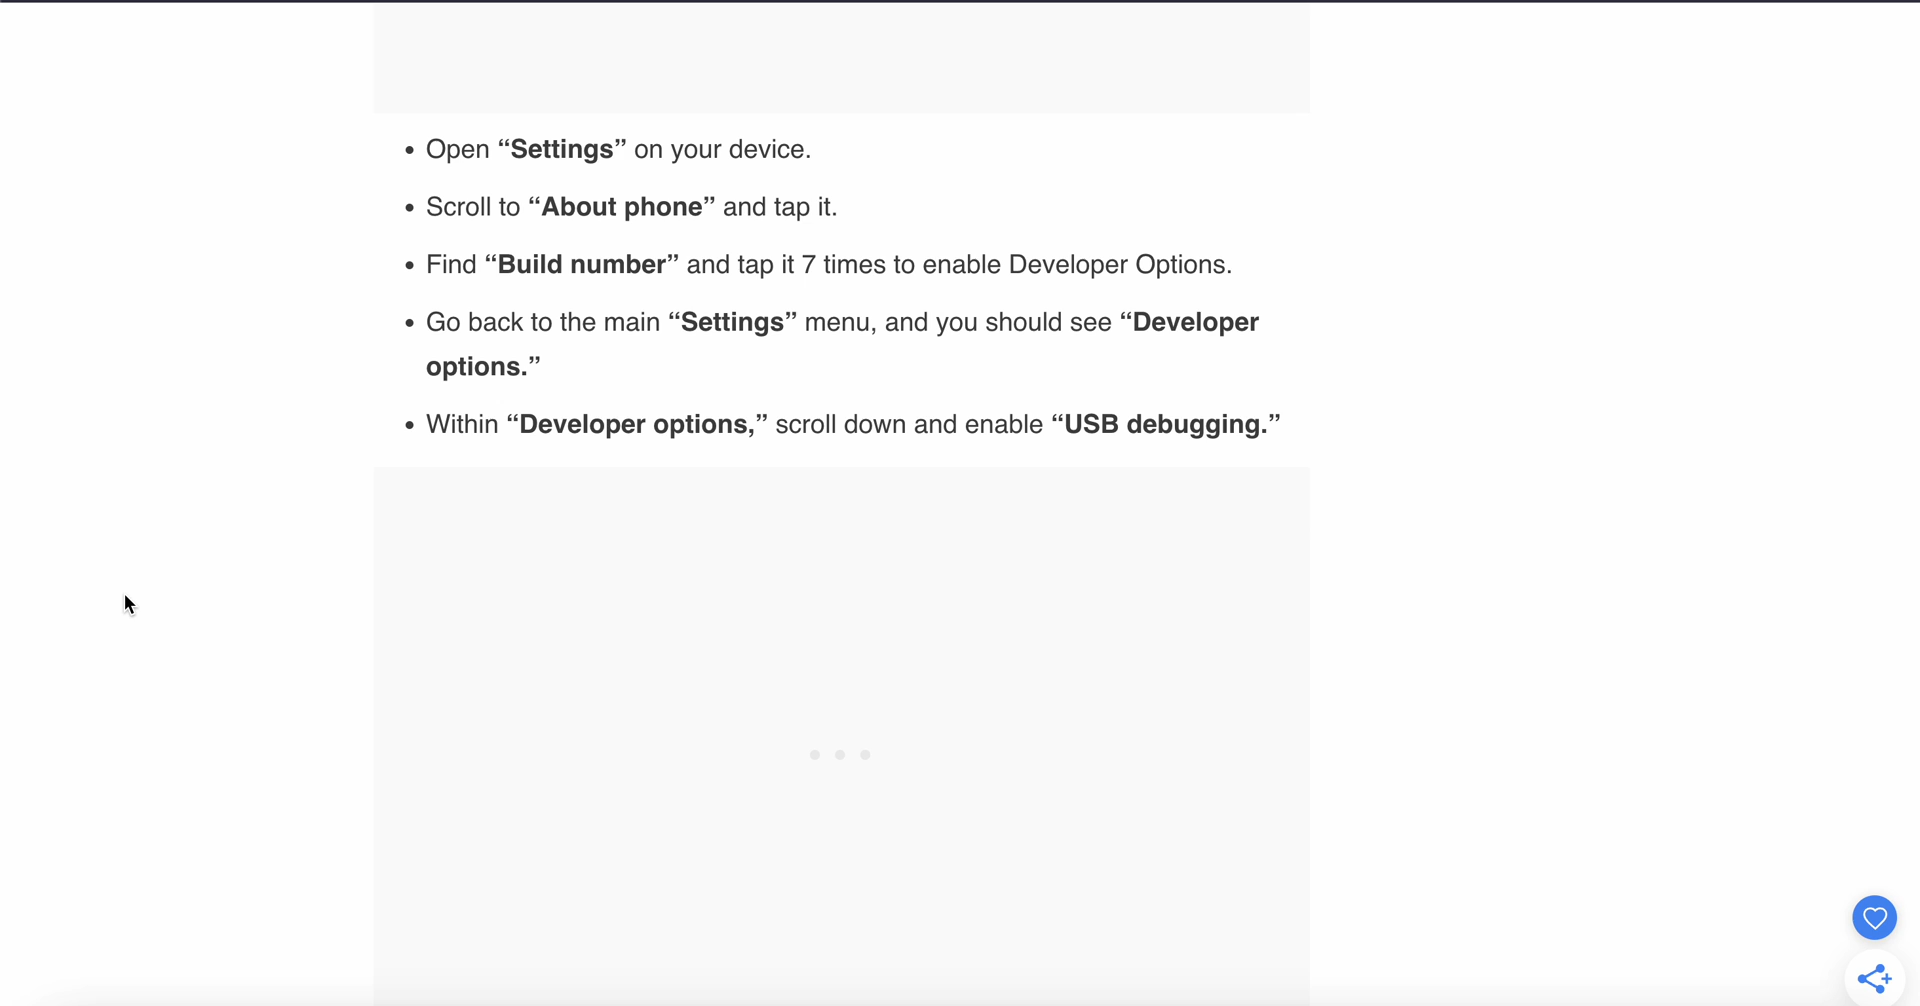 • Open “Settings” on your device.
• Scroll to “About phone” and tap it.
• Find “Build number” and tap it 7 times to enable Developer Options.
• Go back to the main “Settings” menu, and you should see “Developer
options.”
• Within “Developer options,” scroll down and enable “USB debugging.”